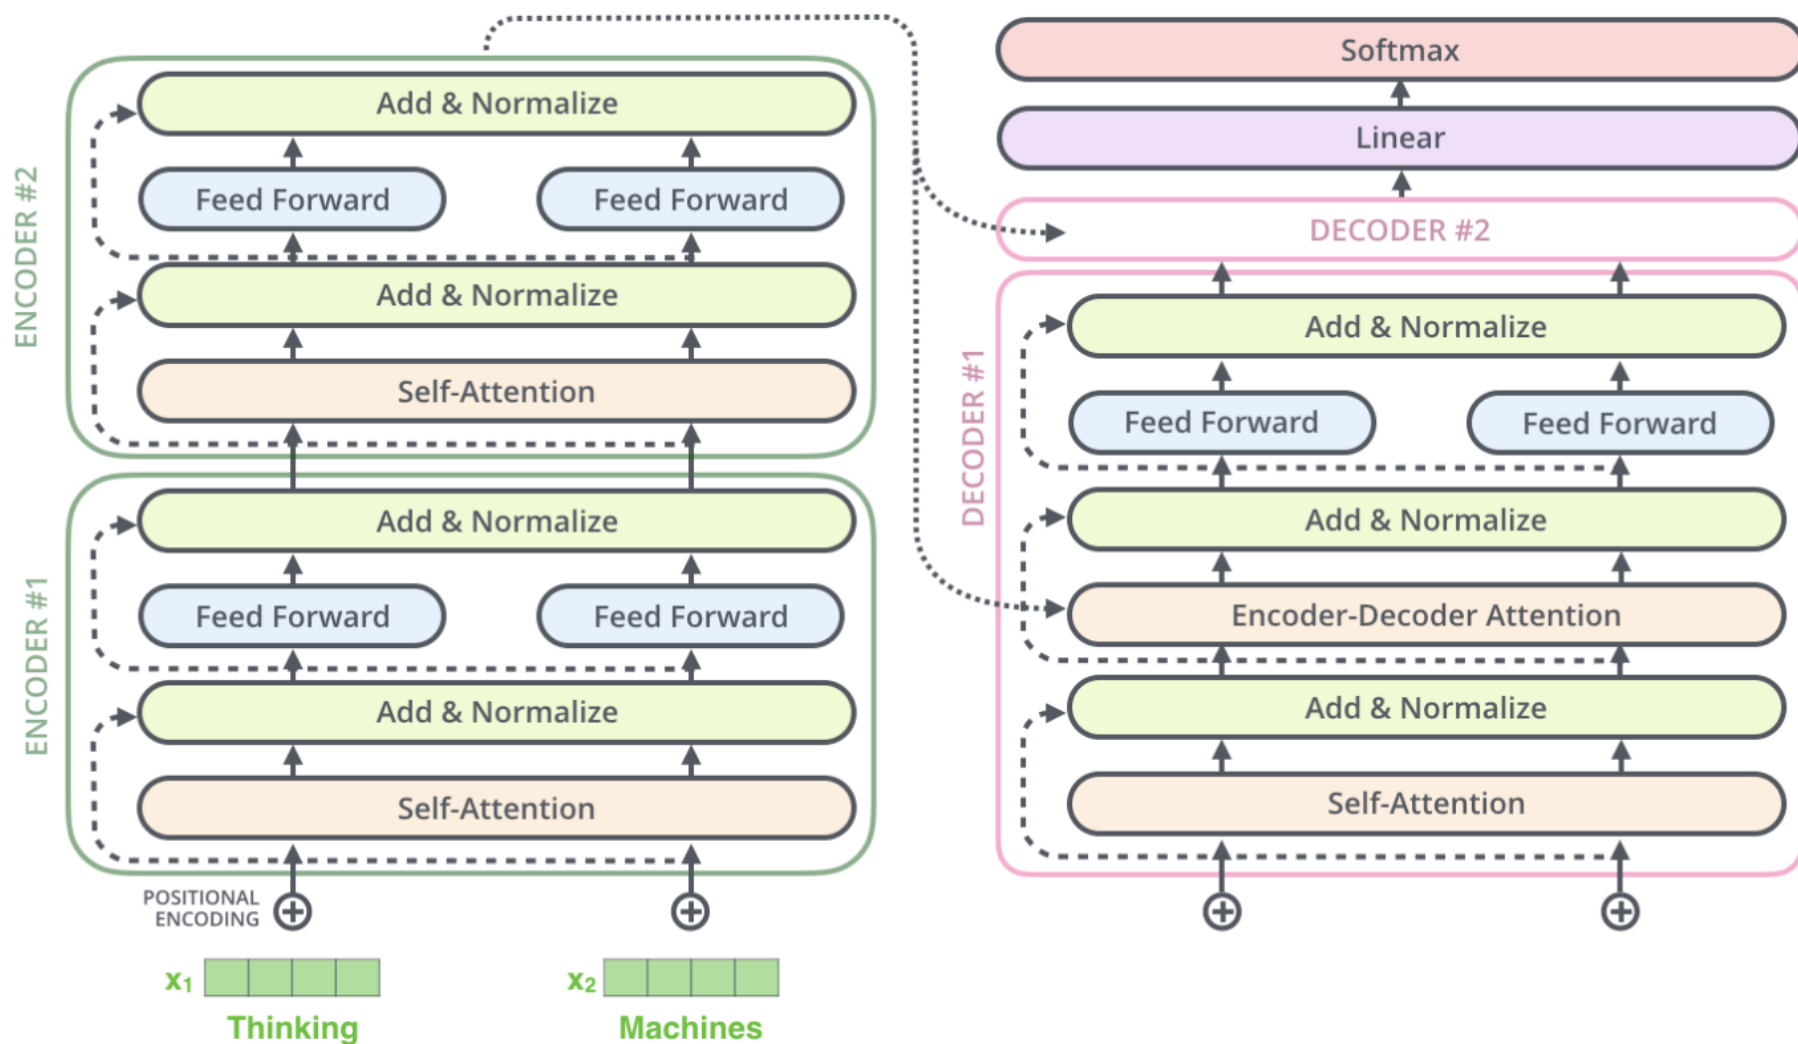 ENCODER #2
Add & Normalize
Feed Forward
Feed Forward
Add & Normalize
Self-Attention
ENCODER #1
Add & Normalize
Feed Forward
Feed Forward
Add & Normalize
Self-Attention
POSITIONAL
ENCODING
x1
x2
Thinking
Machines
Softmax
Linear
DECODER #2
DECODER #1
Add & Normalize
Feed Forward
Feed Forward
Add & Normalize
Encoder-Decoder Attention
Add & Normalize
Self-Attention